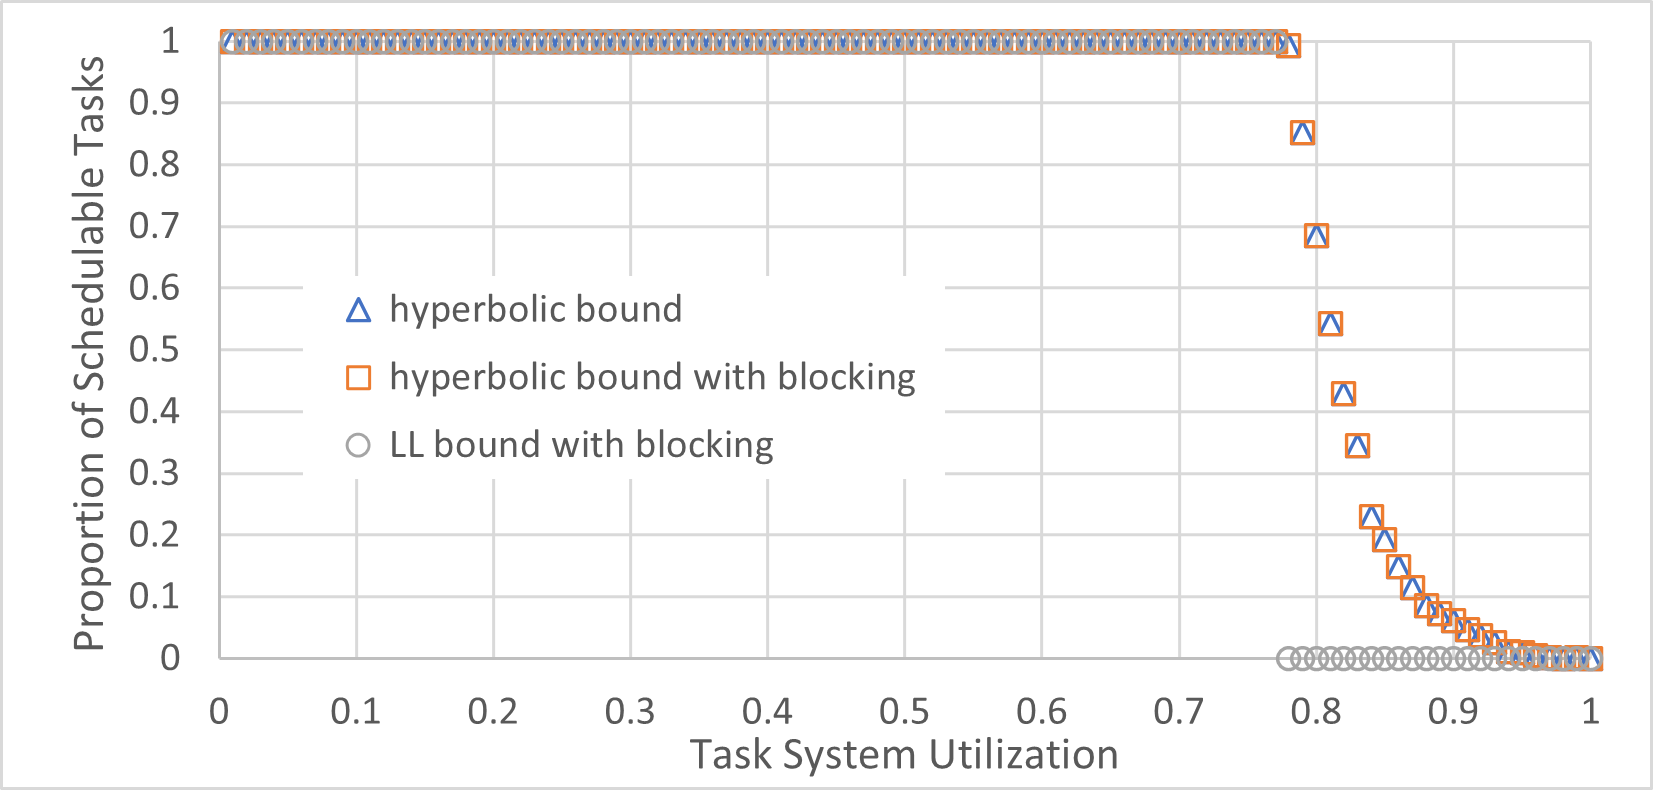 Proportion of Schedulable Tasks
1
0.9
0.8
0.7
0.6
0.5
0.4
0.3
0.2
0.1
0
hyperbolic bound
hyperbolic bound with blocking
LL bound with blocking
0 0.1 0.2 0.3 0.4 0.5 0.6 0.7 0.8 0.9 1
Task System Utilization